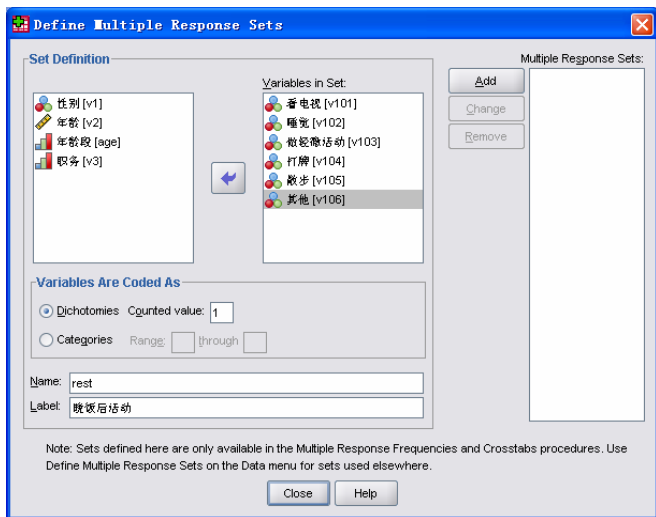 Define Multiple Response Sets
Set Definition
性别 [v1]
年龄 [v2]
年龄段 [age]
职务 [v3]
Variables in Set:
看电视 [v101]
睡觉 [v102]
做轻微活动 [v103]
打牌 [v104]
散步 [v105]
其他 [v106]
Variables Are Coded As
Dichotomies Counted value: 1
Categories Range: through
Name: rest
Label: 晚饭后活动
Multiple Response Sets:
Add
Change
Remove
Note: Sets defined here are only available in the Multiple Response Frequencies and Crosstabs procedures. Use
Define Multiple Response Sets on the Data menu for sets used elsewhere.
Close Help